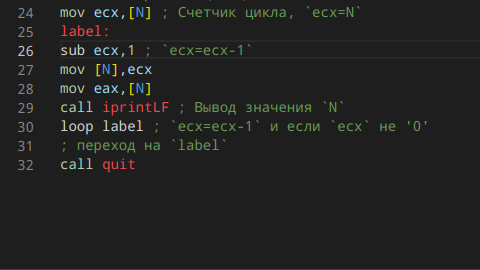 24 mov ecx,[N] ; Счетчик цикла, `ecx=N`
25 label:
26 sub ecx,1 ; `ecx=ecx-1`
27 mov [N],ecx
28 mov eax,[N]
29 call iprintLF ; Вывод значения `N`
30 loop label ; `ecx=ecx-1` и если `ecx` не '0'
31 ; переход на `label`
32 call quit